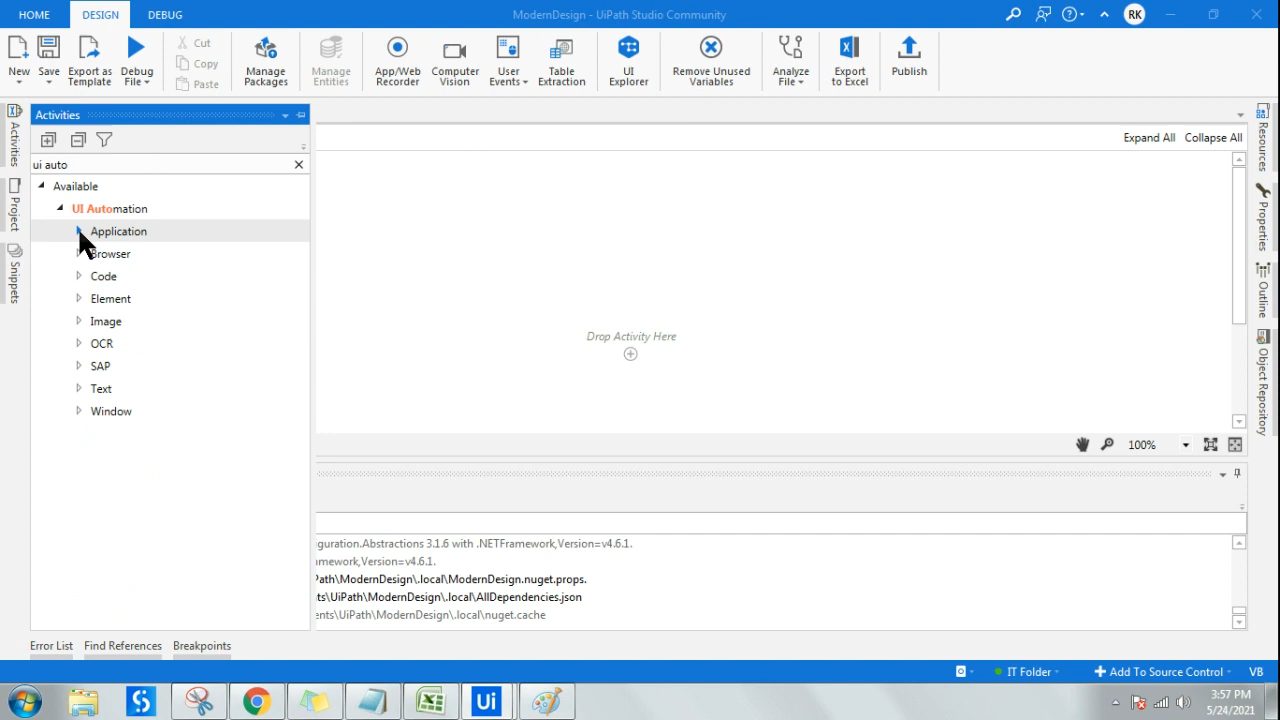 HOME DESIGN DEBUG ModernDesign - UiPath Studio Community RK
New Save Export as Template Debug File Cut Copy Paste Manage Packages Manage Entities App/Web Recorder Computer Vision User Events Table Extraction UI Explorer Remove Unused Variables Analyze File Export to Excel Publish
Activities
Expand All Collapse All
ui auto
Available
UI Automation
Application
Browser
Code
Element
Image
OCR
SAP
Text
Window
Activities
Project
Snippets
Drop Activity Here
Resources
Properties
Outline
Object Repository
100%
guration.Abstractions 3.1.6 with .NETFramework,Version=v4.6.1.
mework,Version=v4.6.1.
Path\ModernDesign\.local\ModernDesign.nuget.props.
nts\UiPath\ModernDesign\.local\AllDependencies.json
ents\UiPath\ModernDesign\.local\nuget.cache
Error List Find References Breakpoints
IT Folder Add To Source Control VB
S Ui
3:57 PM
5/24/2021